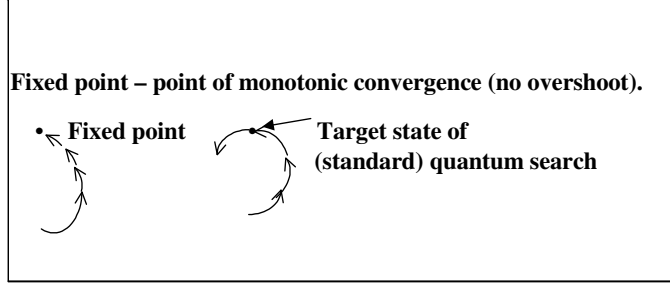 Fixed point – point of monotonic convergence (no overshoot).
Fixed point
Target state of
(standard) quantum search